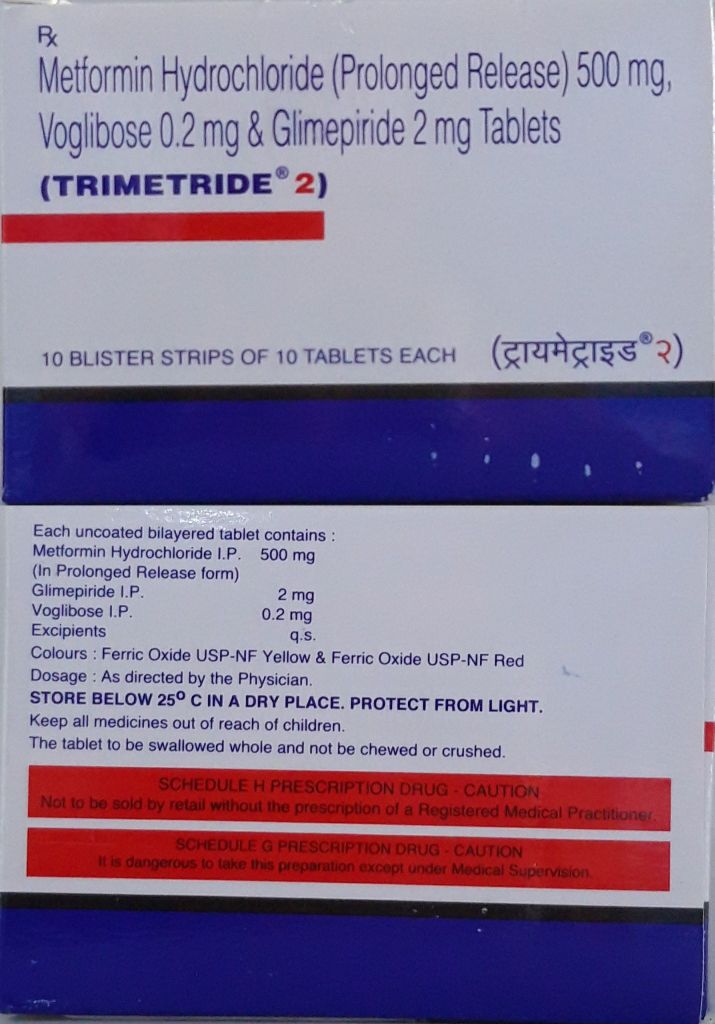 Rx
Metformin Hydrochloride (Prolonged Release) 500 mg,
Voglibose 0.2 mg & Glimepiride 2 mg Tablets
(TRIMETRIDE® 2)
10 BLISTER STRIPS OF 10 TABLETS EACH (ट्रायमेट्राइड® २)
Each uncoated bilayered tablet contains :
Metformin Hydrochloride I.P. 500 mg
(In Prolonged Release form)
Glimepiride I.P. 2 mg
Voglibose I.P. 0.2 mg
Excipients q.s.
Colours : Ferric Oxide USP-NF Yellow & Ferric Oxide USP-NF Red
Dosage : As directed by the Physician.
STORE BELOW 25º C IN A DRY PLACE. PROTECT FROM LIGHT.
Keep all medicines out of reach of children.
The tablet to be swallowed whole and not be chewed or crushed.
SCHEDULE H PRESCRIPTION DRUG - CAUTION
Not to be sold by retail without the prescription of a Registered Medical Practitioner.
SCHEDULE G PRESCRIPTION DRUG - CAUTION
It is dangerous to take this preparation except under Medical Supervision.